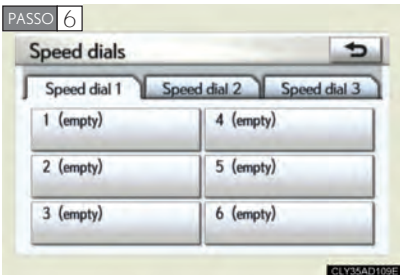 PASSO 6
Speed dials
Speed dial 1 Speed dial 2 Speed dial 3
1 (empty) 4 (empty)
2 (empty) 5 (empty)
3 (empty) 6 (empty)
CLY35AD109E